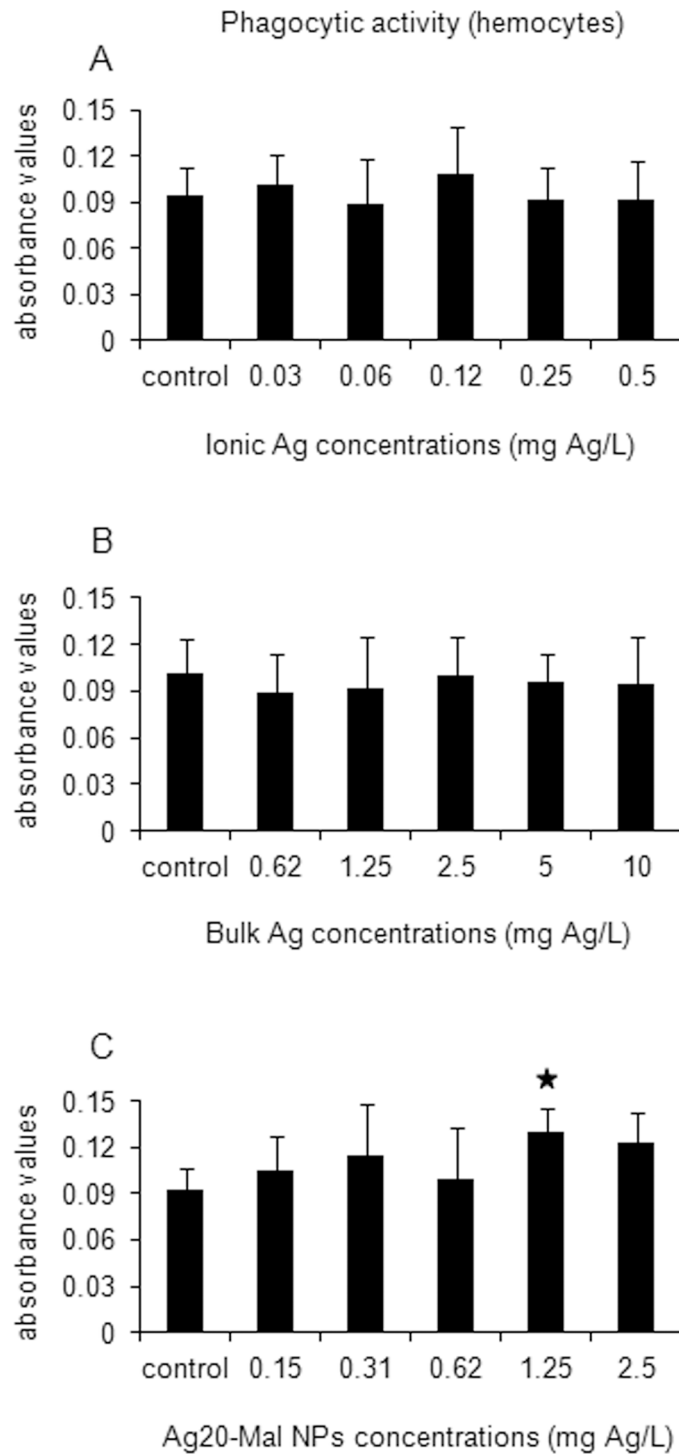 Phagocytic activity (hemocytes)
A
absorbance values
0.15
0.12
0.09
0.06
0.03
0
control 0.03 0.06 0.12 0.25 0.5
Ionic Ag concentrations (mg Ag/L)
B
absorbance values
0.15
0.12
0.09
0.06
0.03
0
control 0.62 1.25 2.5 5 10
Bulk Ag concentrations (mg Ag/L)
C
absorbance values
0.15
0.12
0.09
0.06
0.03
0
control 0.15 0.31 0.62 1.25 2.5
Ag20-Mal NPs concentrations (mg Ag/L)